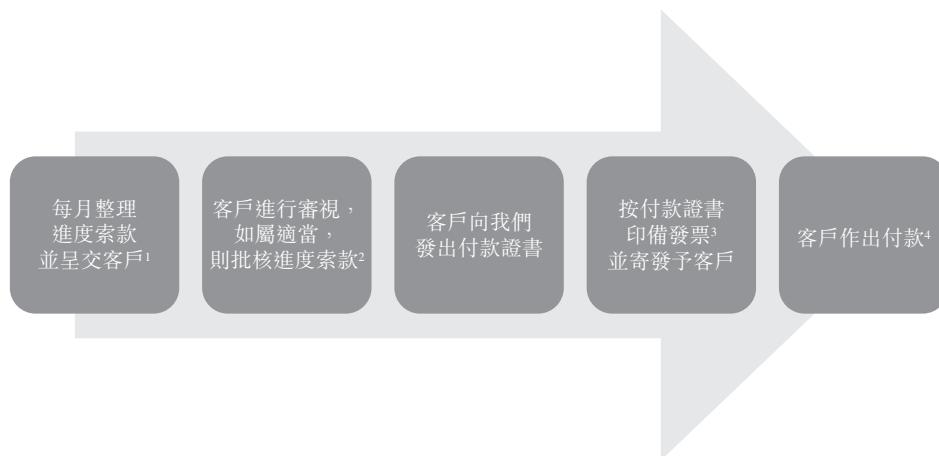 每月整理
進度索款
並呈交客戶¹
客戶進行審視，
如屬適當，
則批核進度索款²
客戶向我們
發出付款證書
按付款證書
印備發票³
並寄發予客戶
客戶作出付款⁴